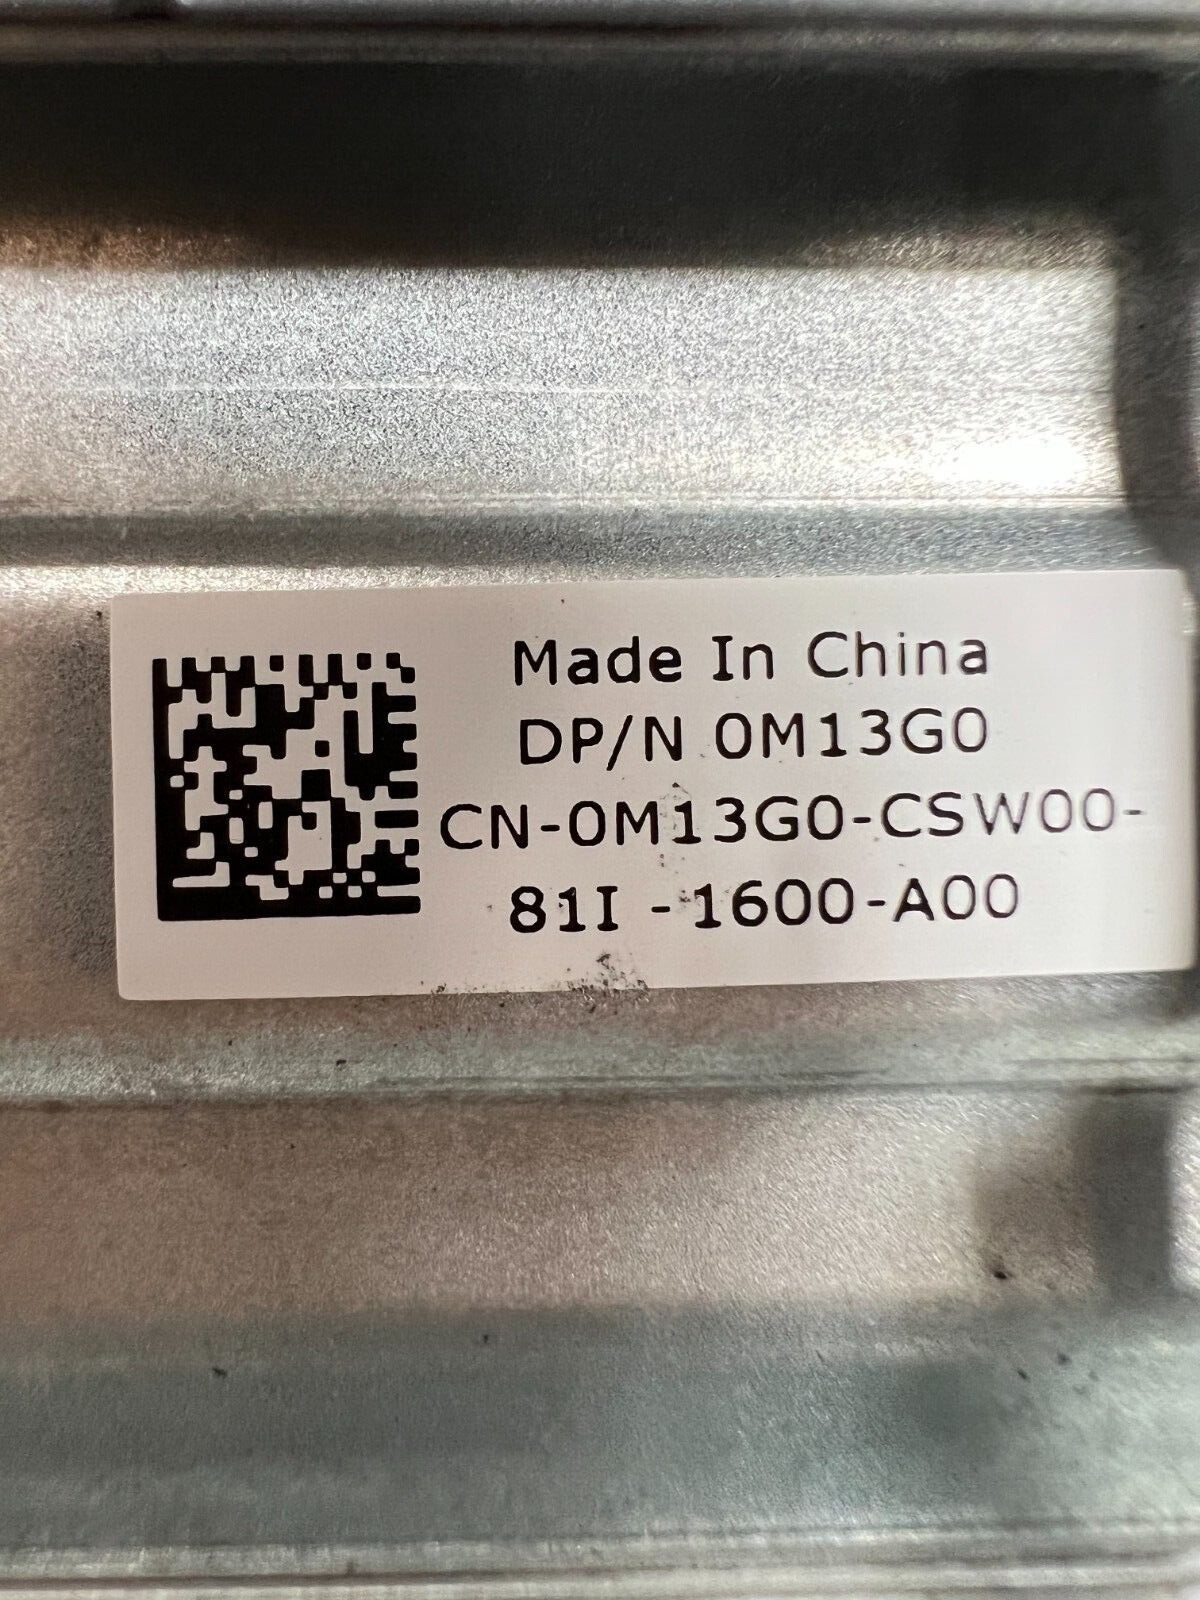 Made In China
DP/N 0M13G0
CN-0M13G0-CSW00-
81I -1600-A00